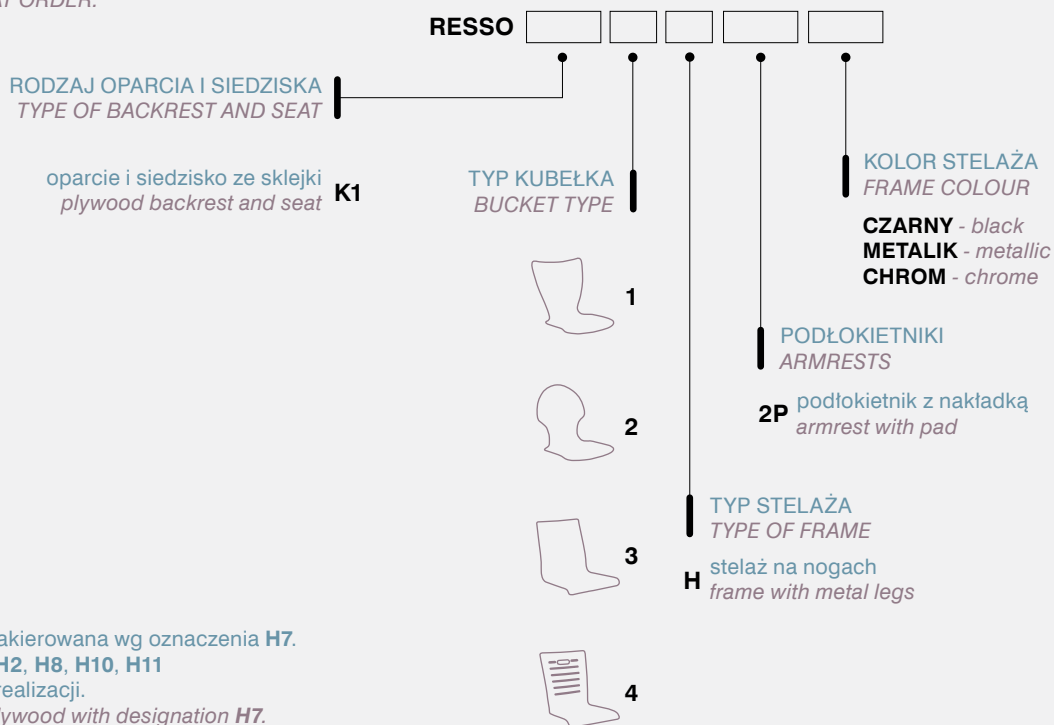 AT ORDER.
RESSO
RODZAJ OPARCIA I SIEDZISKA
TYPE OF BACKREST AND SEAT
oparcie i siedzisko ze sklejki
plywood backrest and seat
K1
TYP KUBEŁKA
BUCKET TYPE
1
2
3
4
KOLOR STELAŻA
FRAME COLOUR
CZARNY - black
METALIK - metallic
CHROM - chrome
PODŁOKIETNIKI
ARMRESTS
2P podłokietnik z nakładką
armrest with pad
TYP STELAŻA
TYPE OF FRAME
H stelaż na nogach
frame with metal legs
akierowana wg oznaczenia H7.
H2, H8, H10, H11
realizacji.
lywood with designation H7.